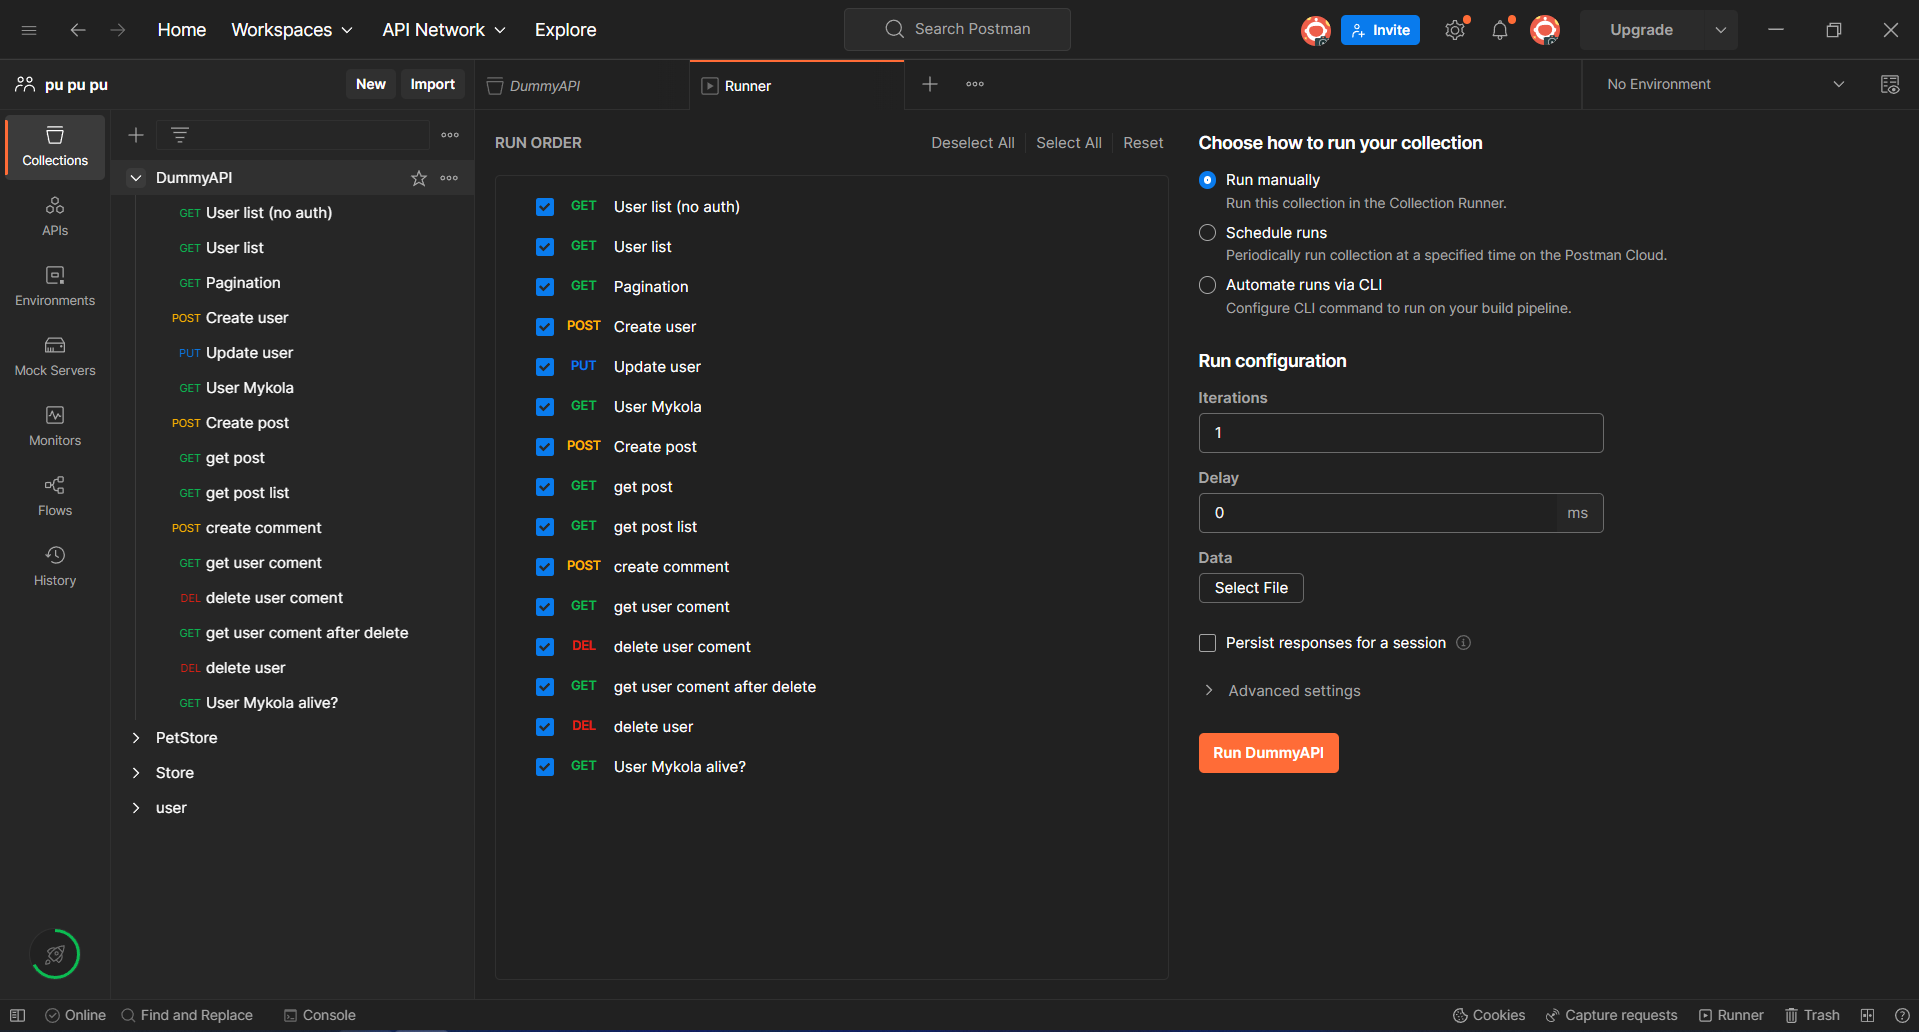 Home Workspaces API Network Explore Search Postman Invite Upgrade
pu pu pu New Import DummyAPI Runner No Environment
Collections
APIs
Environments
Mock Servers
Monitors
Flows
History
DummyAPI
GET User list (no auth)
GET User list
GET Pagination
POST Create user
PUT Update user
GET User Mykola
POST Create post
GET get post
GET get post list
POST create comment
GET get user coment
DEL delete user coment
GET get user coment after delete
DEL delete user
GET User Mykola alive?
PetStore
Store
user
RUN ORDER Deselect All Select All Reset
GET User list (no auth)
GET User list
GET Pagination
POST Create user
PUT Update user
GET User Mykola
POST Create post
GET get post
GET get post list
POST create comment
GET get user coment
DEL delete user coment
GET get user coment after delete
DEL delete user
GET User Mykola alive?
Choose how to run your collection
Run manually
Run this collection in the Collection Runner.
Schedule runs
Periodically run collection at a specified time on the Postman Cloud.
Automate runs via CLI
Configure CLI command to run on your build pipeline.
Run configuration
Iterations
1
Delay
0 ms
Data
Select File
Persist responses for a session
Advanced settings
Run DummyAPI
Online Find and Replace Console Cookies Capture requests Runner Trash